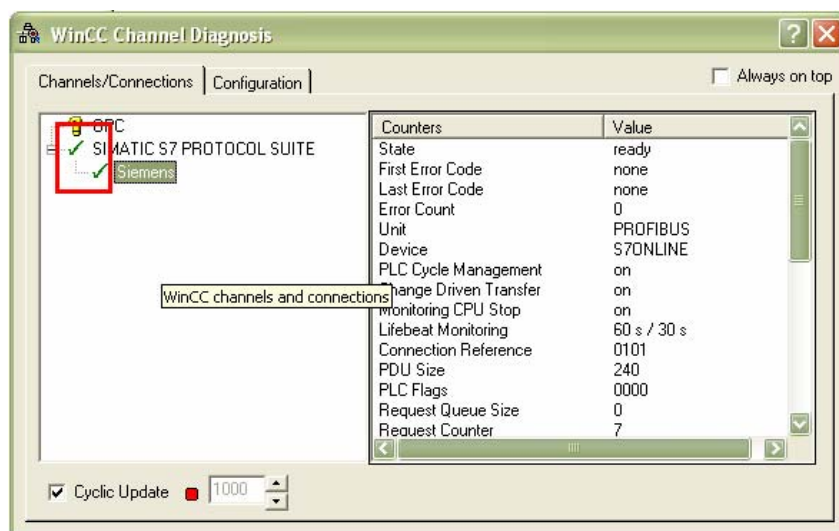 WinCC Channel Diagnosis
Channels/Connections Configuration Always on top
OPC
SIMATIC S7 PROTOCOL SUITE
Siemens
WinCC channels and connections
Counters Value
State ready
First Error Code none
Last Error Code none
Error Count 0
Unit PROFIBUS
Device S7ONLINE
PLC Cycle Management on
Change Driven Transfer on
Monitoring CPU Stop on
Lifebeat Monitoring 60 s / 30 s
Connection Reference 0101
PDU Size 240
PLC Flags 0000
Request Queue Size 0
Request Counter 7
Cyclic Update 1000